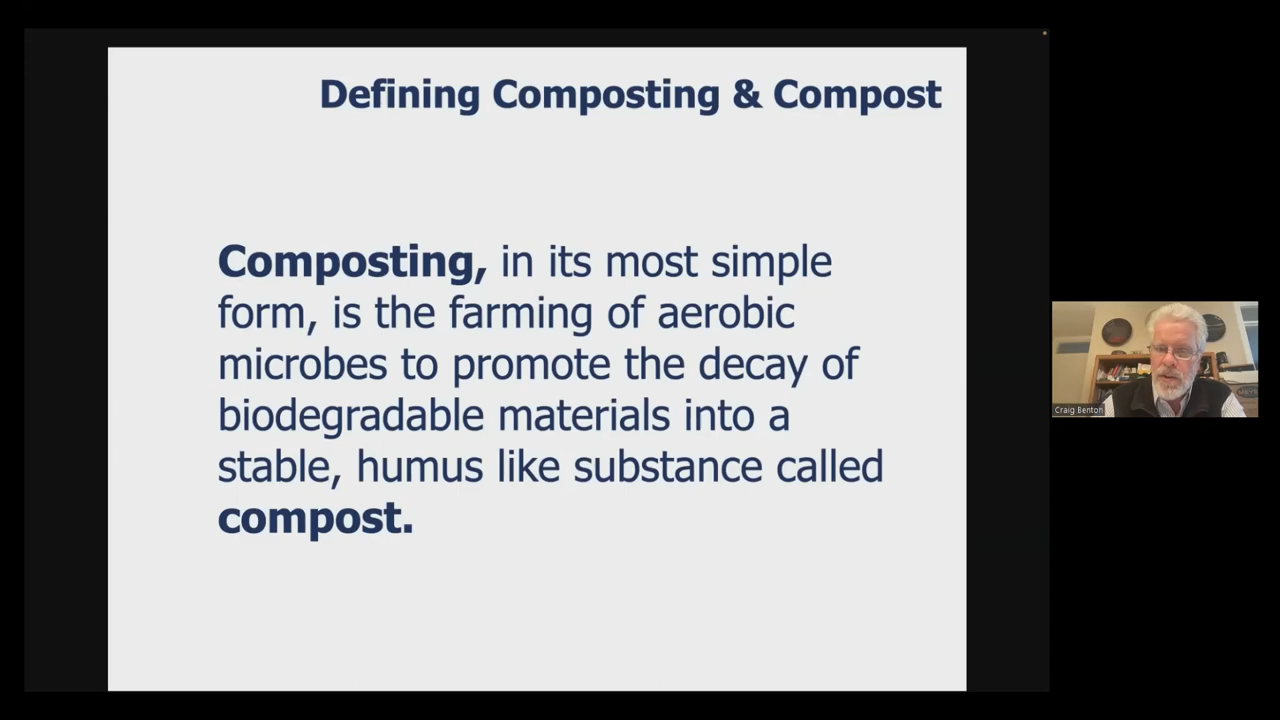 Defining Composting & Compost
Composting, in its most simple
form, is the farming of aerobic
microbes to promote the decay of
biodegradable materials into a
stable, humus like substance called
compost.
Craig Benton